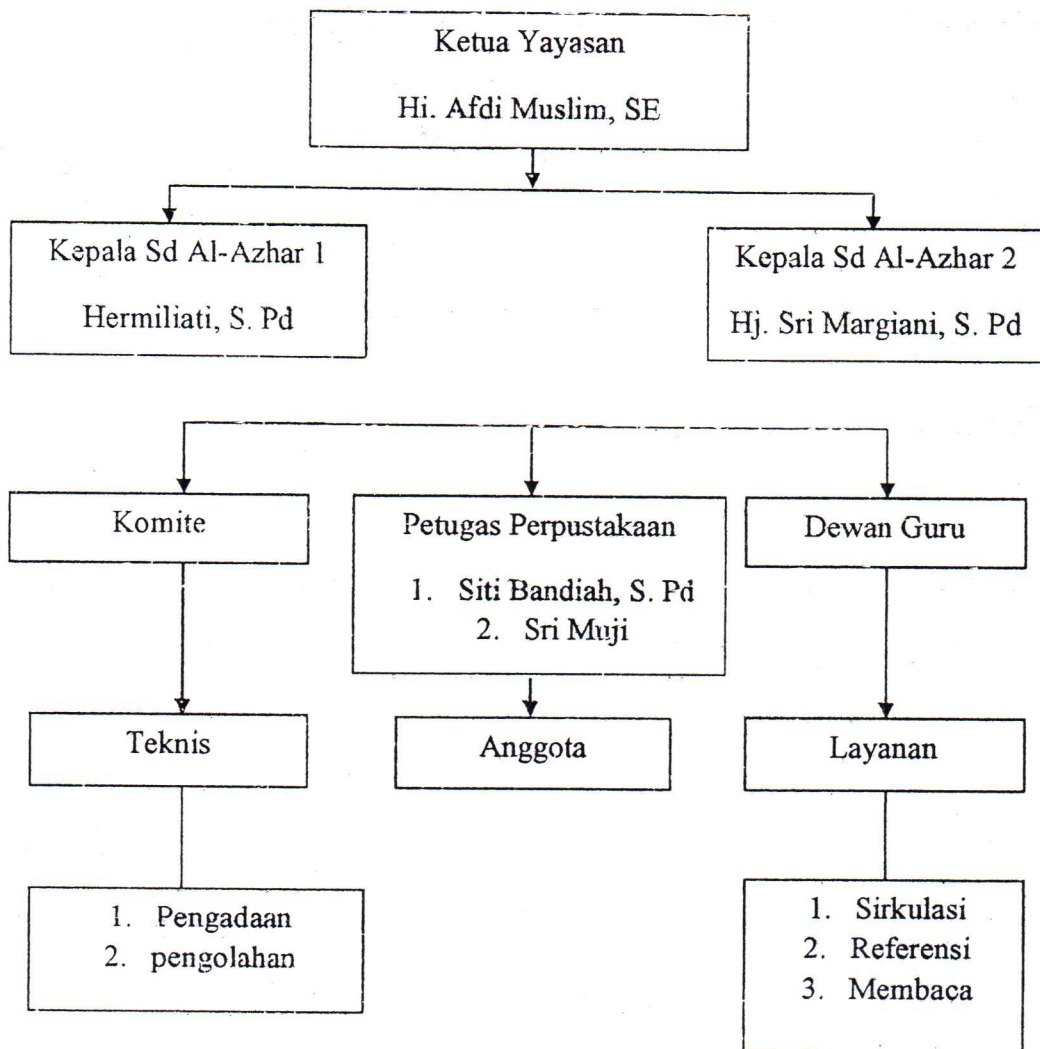 Ketua Yayasan
Hi. Afdi Muslim, SE
Kepala Sd Al-Azhar 1
Hermiliati, S. Pd
Kepala Sd Al-Azhar 2
Hj. Sri Margiani, S. Pd
Komite
Petugas Perpustakaan
1. Siti Bandiah, S. Pd
2. Sri Muji
Dewan Guru
Teknis
Anggota
Layanan
1. Pengadaan
2. pengolahan
1. Sirkulasi
2. Referensi
3. Membaca